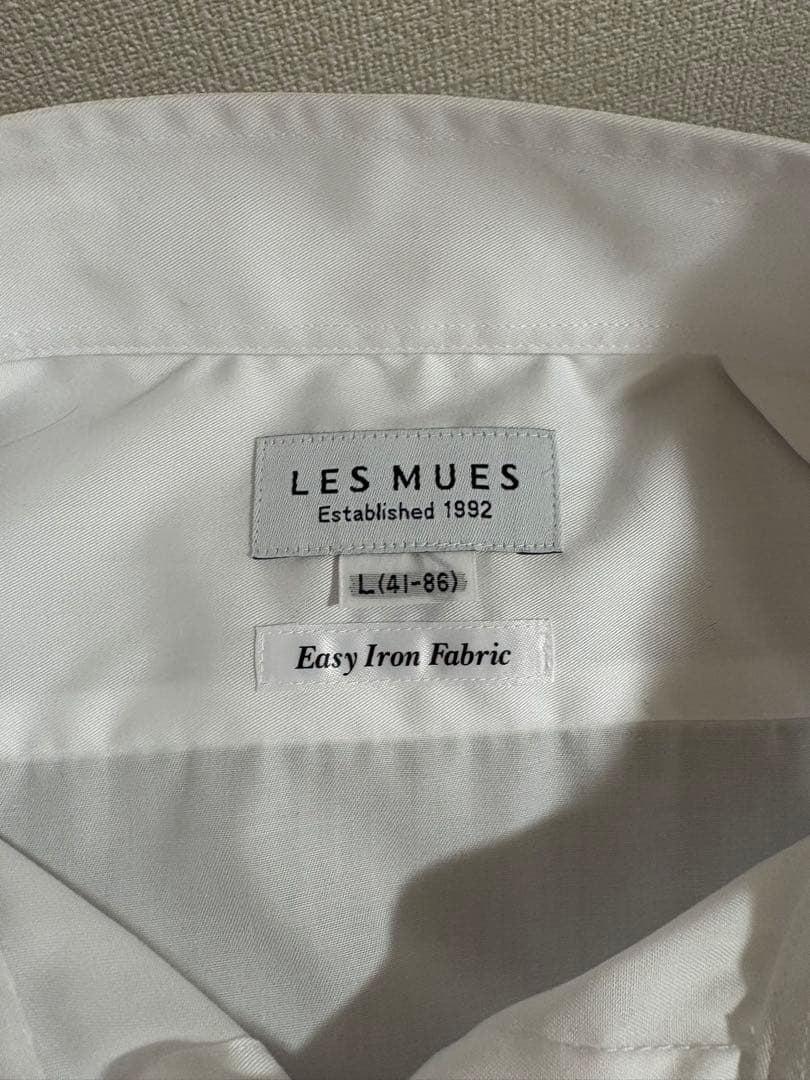 LES MUES
Established 1992
L(41-86)
Easy Iron Fabric